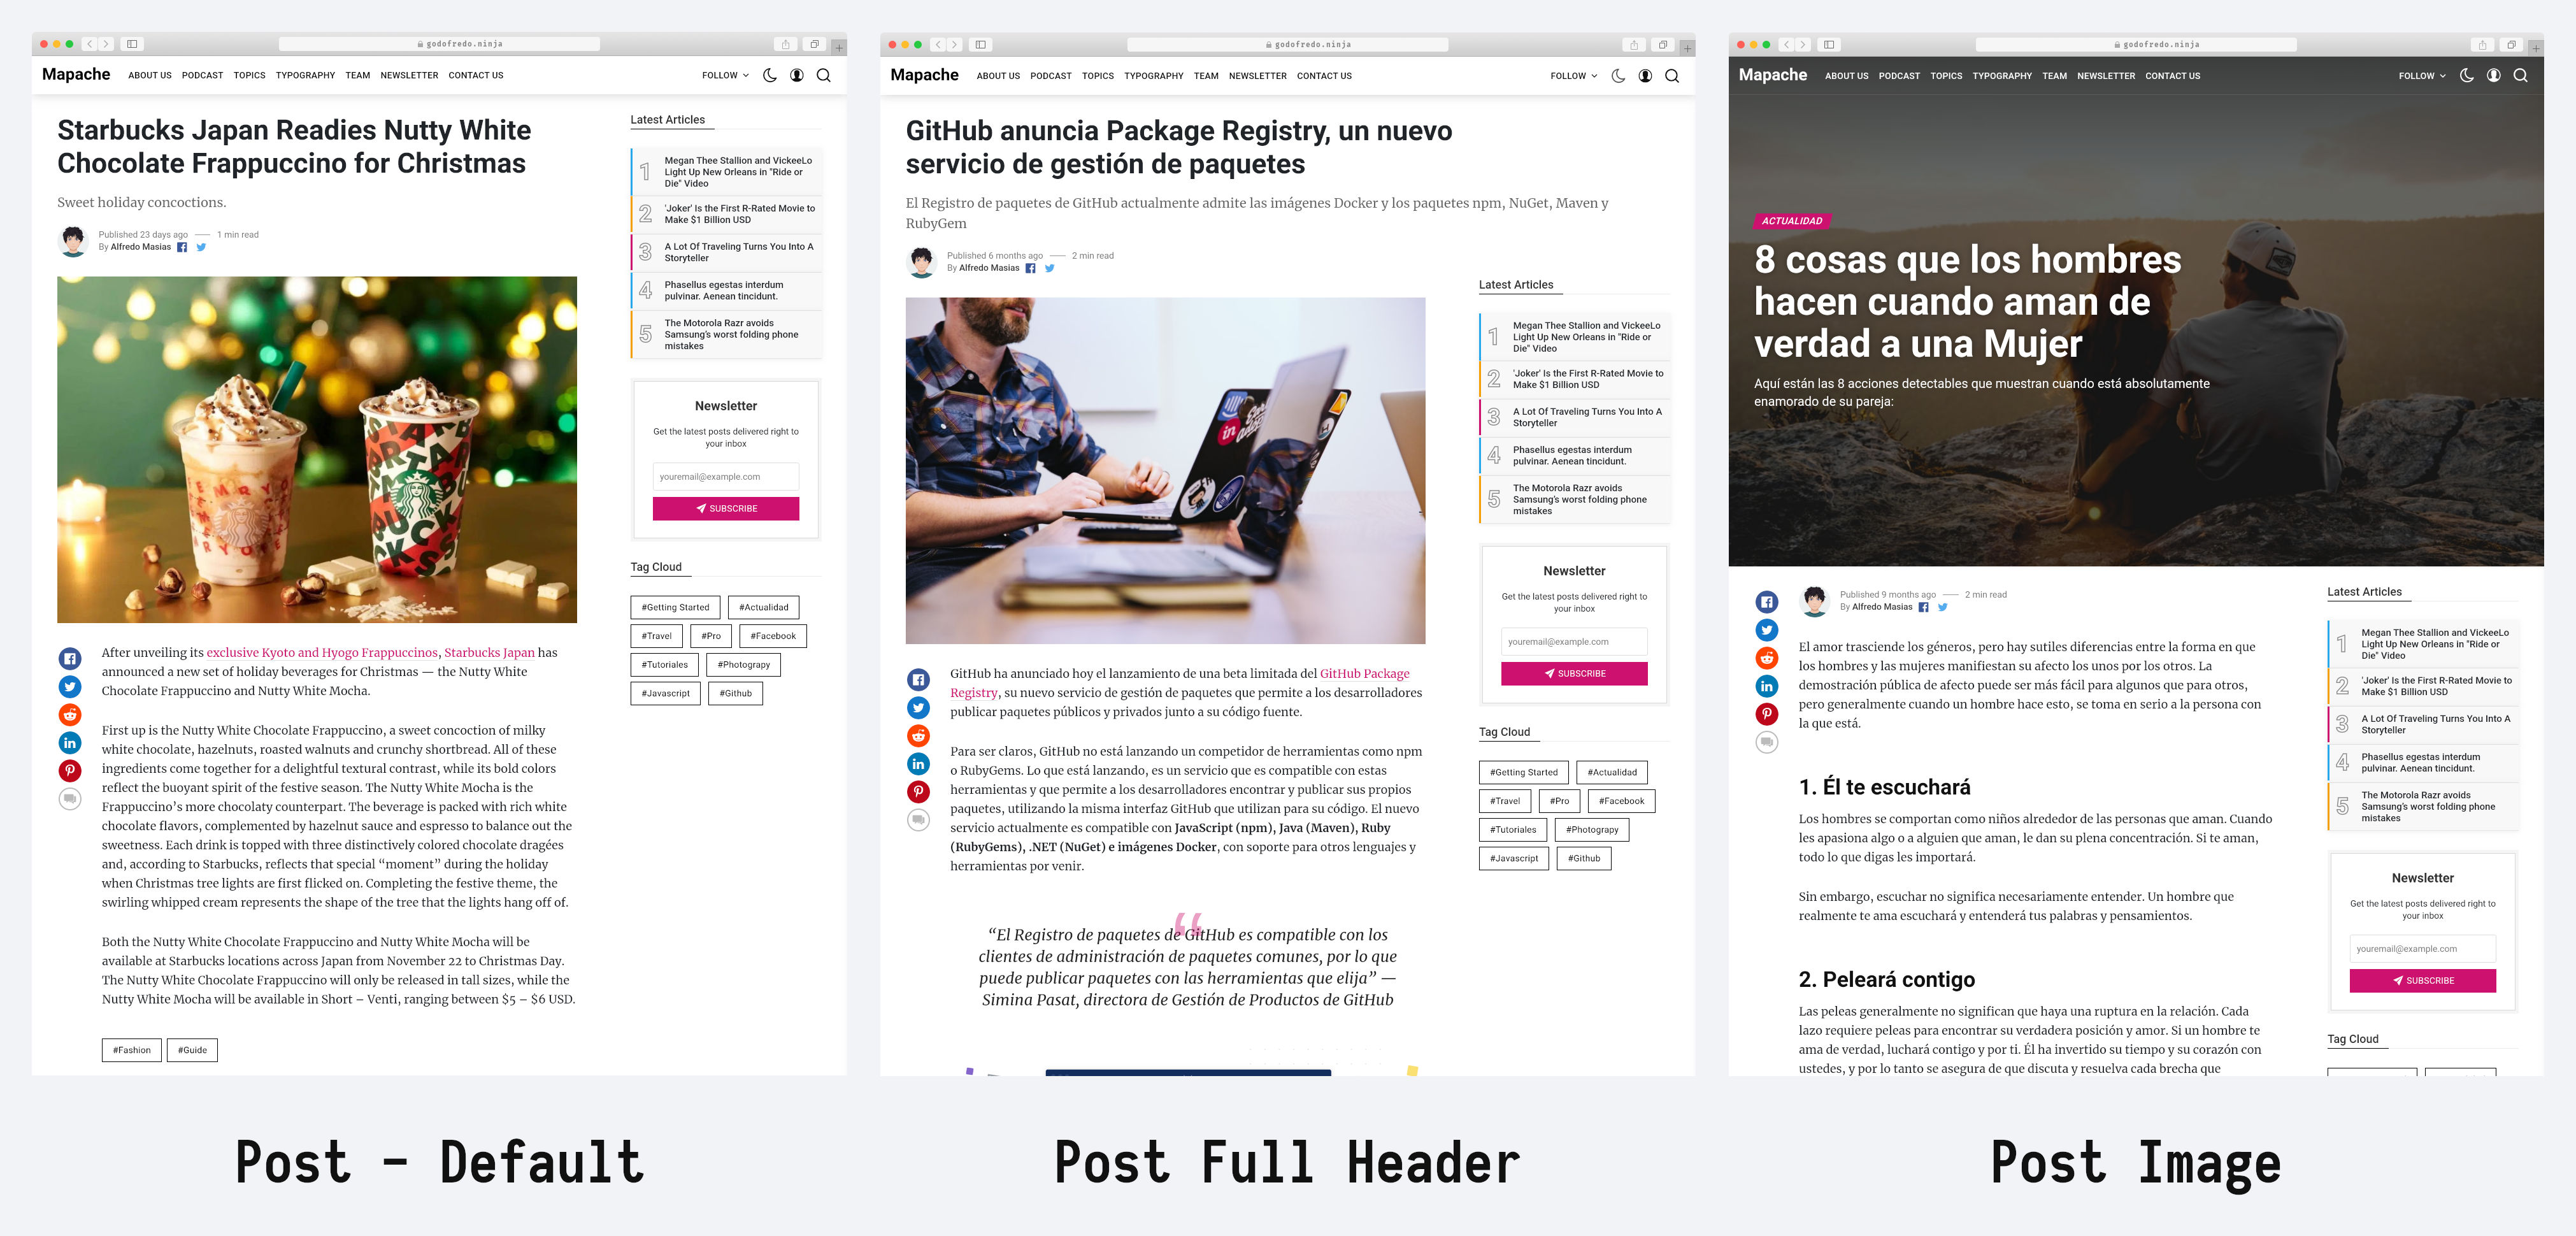 godofredo.ninja
Mapache ABOUT US PODCAST TOPICS TYPOGRAPHY TEAM NEWSLETTER CONTACT US FOLLOW
Starbucks Japan Readies Nutty White
Chocolate Frappuccino for Christmas
Sweet holiday concoctions.
Published 23 days ago — 1 min read
By Alfredo Masias
After unveiling its exclusive Kyoto and Hyogo Frappuccinos, Starbucks Japan has
announced a new set of holiday beverages for Christmas — the Nutty White
Chocolate Frappuccino and Nutty White Mocha.
First up is the Nutty White Chocolate Frappuccino, a sweet concoction of milky
white chocolate, hazelnuts, roasted walnuts and crunchy shortbread. All of these
ingredients come together for a delightful textural contrast, while its bold colors
reflect the buoyant spirit of the festive season. The Nutty White Mocha is the
Frappuccino’s more chocolaty counterpart. The beverage is packed with rich white
chocolate flavors, complemented by hazelnut sauce and espresso to balance out the
sweetness. Each drink is topped with three distinctively colored chocolate dragées
and, according to Starbucks, reflects that special “moment” during the holiday
when Christmas tree lights are first flicked on. Completing the festive theme, the
swirling whipped cream represents the shape of the tree that the lights hang off of.
Both the Nutty White Chocolate Frappuccino and Nutty White Mocha will be
available at Starbucks locations across Japan from November 22 to Christmas Day.
The Nutty White Chocolate Frappuccino will only be released in tall sizes, while the
Nutty White Mocha will be available in Short – Venti, ranging between $5 – $6 USD.
#Fashion #Guide
Latest Articles
1
Megan Thee Stallion and VickeeLo
Light Up New Orleans in "Ride or
Die" Video
2
'Joker' Is the First R-Rated Movie to
Make $1 Billion USD
3
A Lot Of Traveling Turns You Into A
Storyteller
4
Phasellus egestas interdum
pulvinar. Aenean tincidunt.
5
The Motorola Razr avoids
Samsung’s worst folding phone
mistakes
Newsletter
Get the latest posts delivered right to
your inbox
youremail@example.com
SUBSCRIBE
Tag Cloud
#Getting Started #Actualidad
#Travel #Pro #Facebook
#Tutoriales #Photograpy
#Javascript #Github
Post - Default
godofredo.ninja
Mapache ABOUT US PODCAST TOPICS TYPOGRAPHY TEAM NEWSLETTER CONTACT US FOLLOW
GitHub anuncia Package Registry, un nuevo
servicio de gestión de paquetes
El Registro de paquetes de GitHub actualmente admite las imágenes Docker y los paquetes npm, NuGet, Maven y
RubyGem
Published 6 months ago — 2 min read
By Alfredo Masias
GitHub ha anunciado hoy el lanzamiento de una beta limitada del GitHub Package
Registry, su nuevo servicio de gestión de paquetes que permite a los desarrolladores
publicar paquetes públicos y privados junto a su código fuente.
Para ser claros, GitHub no está lanzando un competidor de herramientas como npm
o RubyGems. Lo que está lanzando, es un servicio que es compatible con estas
herramientas y que permite a los desarrolladores encontrar y publicar sus propios
paquetes, utilizando la misma interfaz GitHub que utilizan para su código. El nuevo
servicio actualmente es compatible con JavaScript (npm), Java (Maven), Ruby
(RubyGems), .NET (NuGet) e imágenes Docker, con soporte para otros lenguajes y
herramientas por venir.
“El Registro de paquetes de GitHub es compatible con los
clientes de administración de paquetes comunes, por lo que
puede publicar paquetes con las herramientas que elija” —
Simina Pasat, directora de Gestión de Productos de GitHub
Latest Articles
1
Megan Thee Stallion and VickeeLo
Light Up New Orleans in "Ride or
Die" Video
2
'Joker' Is the First R-Rated Movie to
Make $1 Billion USD
3
A Lot Of Traveling Turns You Into A
Storyteller
4
Phasellus egestas interdum
pulvinar. Aenean tincidunt.
5
The Motorola Razr avoids
Samsung’s worst folding phone
mistakes
Newsletter
Get the latest posts delivered right to
your inbox
youremail@example.com
SUBSCRIBE
Tag Cloud
#Getting Started #Actualidad
#Travel #Pro #Facebook
#Tutoriales #Photograpy
#Javascript #Github
Post Full Header
godofredo.ninja
Mapache ABOUT US PODCAST TOPICS TYPOGRAPHY TEAM NEWSLETTER CONTACT US FOLLOW
ACTUALIDAD
8 cosas que los hombres
hacen cuando aman de
verdad a una Mujer
Aquí están las 8 acciones detectables que muestran cuando está absolutamente
enamorado de su pareja:
Published 9 months ago — 2 min read
By Alfredo Masias
El amor trasciende los géneros, pero hay sutiles diferencias entre la forma en que
los hombres y las mujeres manifiestan su afecto los unos por los otros. La
demostración pública de afecto puede ser más fácil para algunos que para otros,
pero generalmente cuando un hombre hace esto, se toma en serio a la persona con
la que está.
1. Él te escuchará
Los hombres se comportan como niños alrededor de las personas que aman. Cuando
les apasiona algo o a alguien que aman, le dan su plena concentración. Si te aman,
todo lo que digas les importará.
Sin embargo, escuchar no significa necesariamente entender. Un hombre que
realmente te ama escuchará y entenderá tus palabras y pensamientos.
2. Peleará contigo
Las peleas generalmente no significan que haya una ruptura en la relación. Cada
lazo requiere peleas para encontrar su verdadera posición y amor. Si un hombre te
ama de verdad, luchará contigo y por ti. Él ha invertido su tiempo y su corazón con
ustedes, y por lo tanto se asegura de que discuta y resuelva cada brecha que
Latest Articles
1
Megan Thee Stallion and VickeeLo
Light Up New Orleans in "Ride or
Die" Video
2
'Joker' Is the First R-Rated Movie to
Make $1 Billion USD
3
A Lot Of Traveling Turns You Into A
Storyteller
4
Phasellus egestas interdum
pulvinar. Aenean tincidunt.
5
The Motorola Razr avoids
Samsung’s worst folding phone
mistakes
Newsletter
Get the latest posts delivered right to
your inbox
youremail@example.com
SUBSCRIBE
Tag Cloud
Post Image